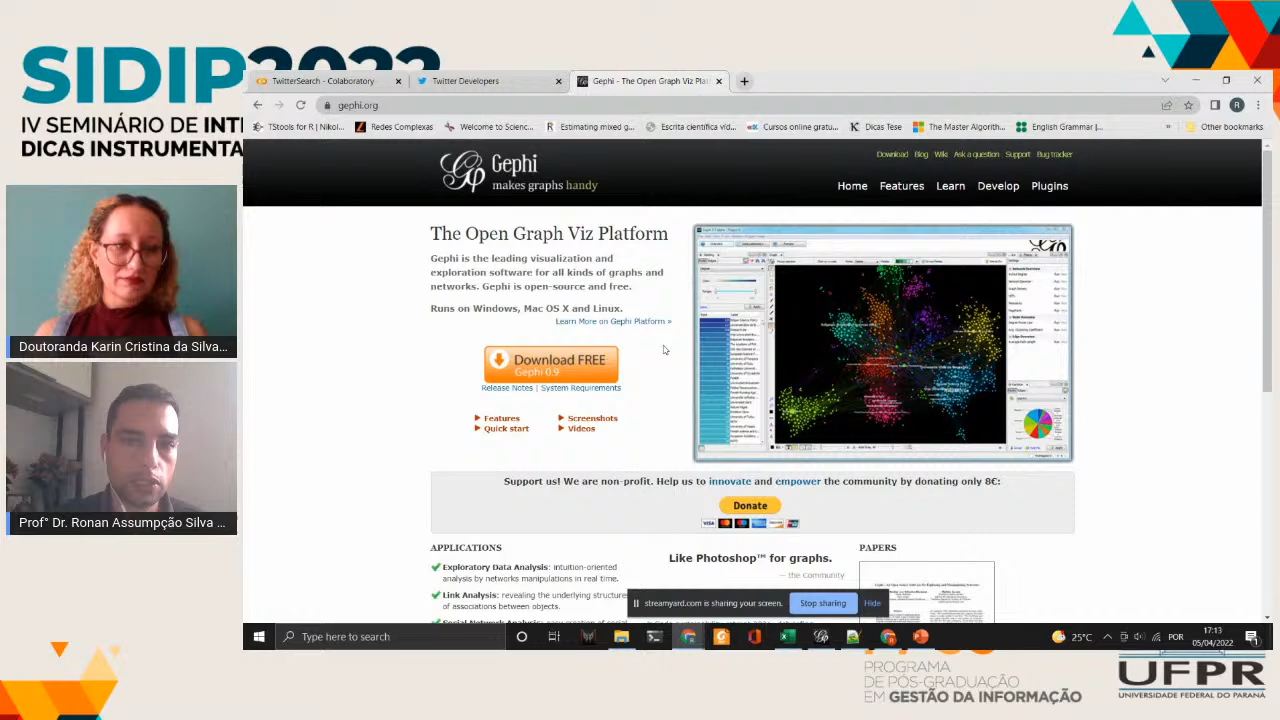 SIDIP2022
IV SEMINÁRIO DE INT
DICAS INSTRUMENTA
TwitterSearch - Colaboratory
Twitter Developers
Gephi - The Open Graph Viz Plat
gephi.org
TStools for R | Nikol...
Redes Complexas
Welcome to Scienc...
Estimating mixed g...
Escrita científica víd...
Cursos online gratu...
Dicas Tese
The Master Algorith...
English Grammar |...
»
Other bookmarks
Gephi
makes graphs handy
Download Blog Wiki Ask a question Support Bug tracker
Home Features Learn Develop Plugins
The Open Graph Viz Platform
Gephi is the leading visualization and
exploration software for all kinds of graphs and
networks. Gephi is open-source and free.
Runs on Windows, Mac OS X and Linux.
Learn More on Gephi Platform »
Download FREE
Gephi 0.9
Release Notes | System Requirements
Features
Screenshots
Quick start
Videos
Support us! We are non-profit. Help us to innovate and empower the community by donating only 8€:
Donate
APPLICATIONS
Exploratory Data Analysis: intuition-oriented
analysis by networks manipulations in real time.
Link Analysis: revealing the underlying structures
of associations between objects.
Like Photoshop™ for graphs.
— the Community
PAPERS
streamyard.com is sharing your screen.
Stop sharing
Hide
Doutoranda Karin Cristina da Silva...
Prof° Dr. Ronan Assumpção Silva ...
Type here to search
25°C
POR
17:13
05/04/2022
PROGRAMA
DE PÓS-GRADUAÇÃO
EM GESTÃO DA INFORMAÇÃO
UFPR
UNIVERSIDADE FEDERAL DO PARANÁ